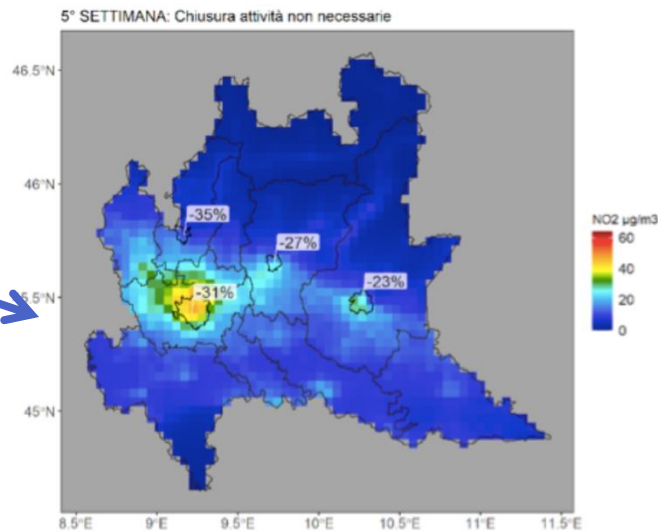 5° SETTIMANA: Chiusura attività non necessarie
46.5°N
46°N
-35%
-27%
NO2 µg/m3
60
40
20
0
-23%
-31%
5.5°N
45°N
8.5°E 9°E 9.5°E 10°E 10.5°E 11°E 11.5°E